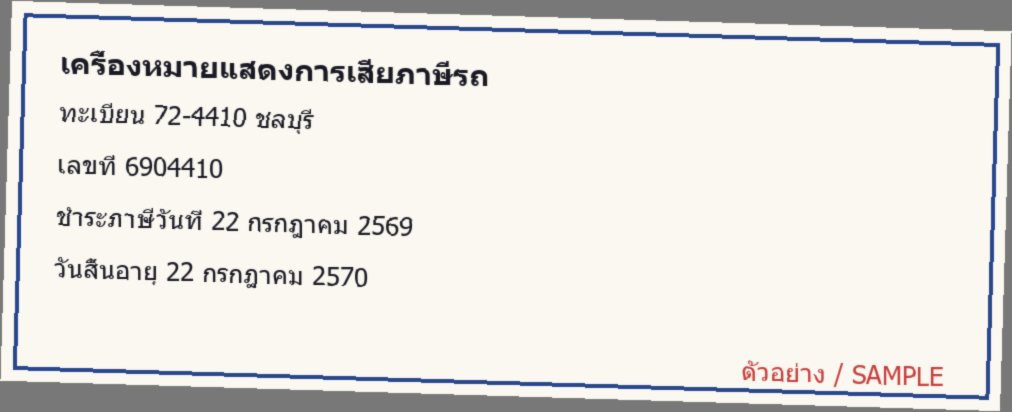 เครื่องหมายแสดงการเสียภาษีรถ
ทะเบียน 72-4410 ชลบุรี
เลขที่ 6904410
ชำระภาษีวันที่ 22 กรกฎาคม 2569
วันสิ้นอายุ 22 กรกฎาคม 2570
ตัวอย่าง / SAMPLE